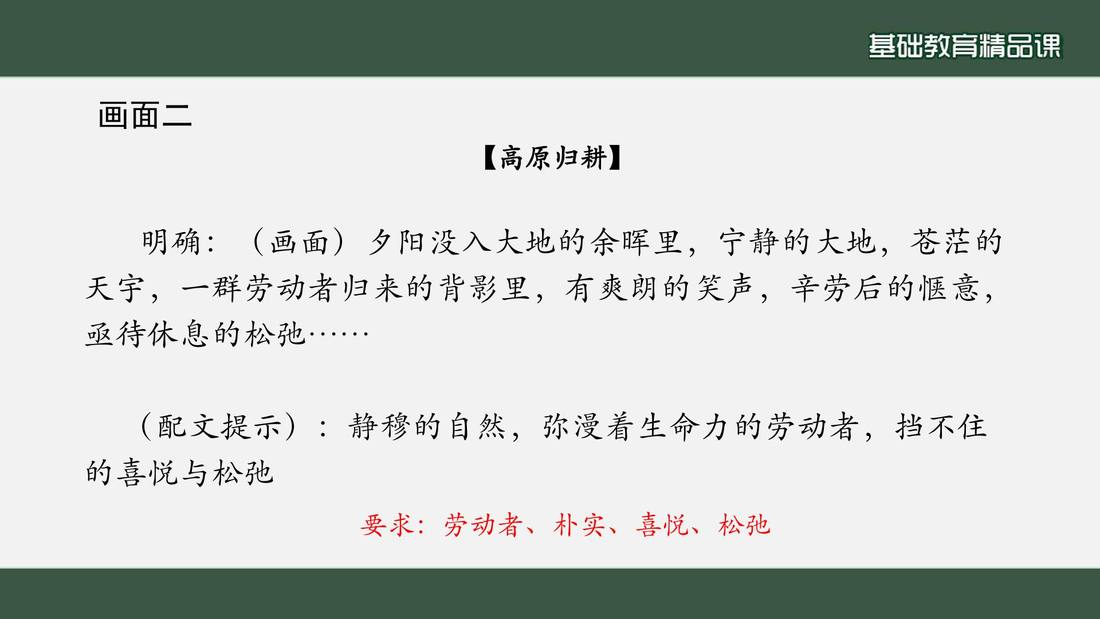 基础教育精品课
画面二
【高原归耕】
明确：（画面）夕阳没入大地的余晖里，宁静的大地，苍茫的
天宇，一群劳动者归来的背影里，有爽朗的笑声，辛劳后的惬意，
亟待休息的松弛……
（配文提示）：静穆的自然，弥漫着生命力的劳动者，挡不住
的喜悦与松弛
要求：劳动者、朴实、喜悦、松弛